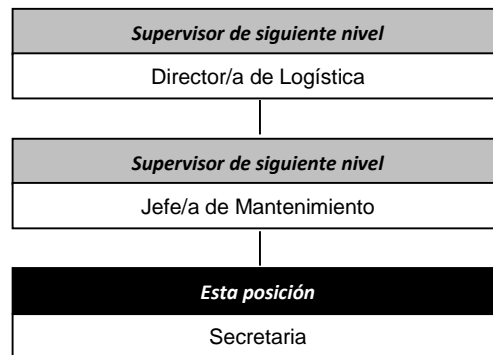 Supervisor de siguiente nivel
Director/a de Logística
Supervisor de siguiente nivel
Jefe/a de Mantenimiento
Esta posición
Secretaria